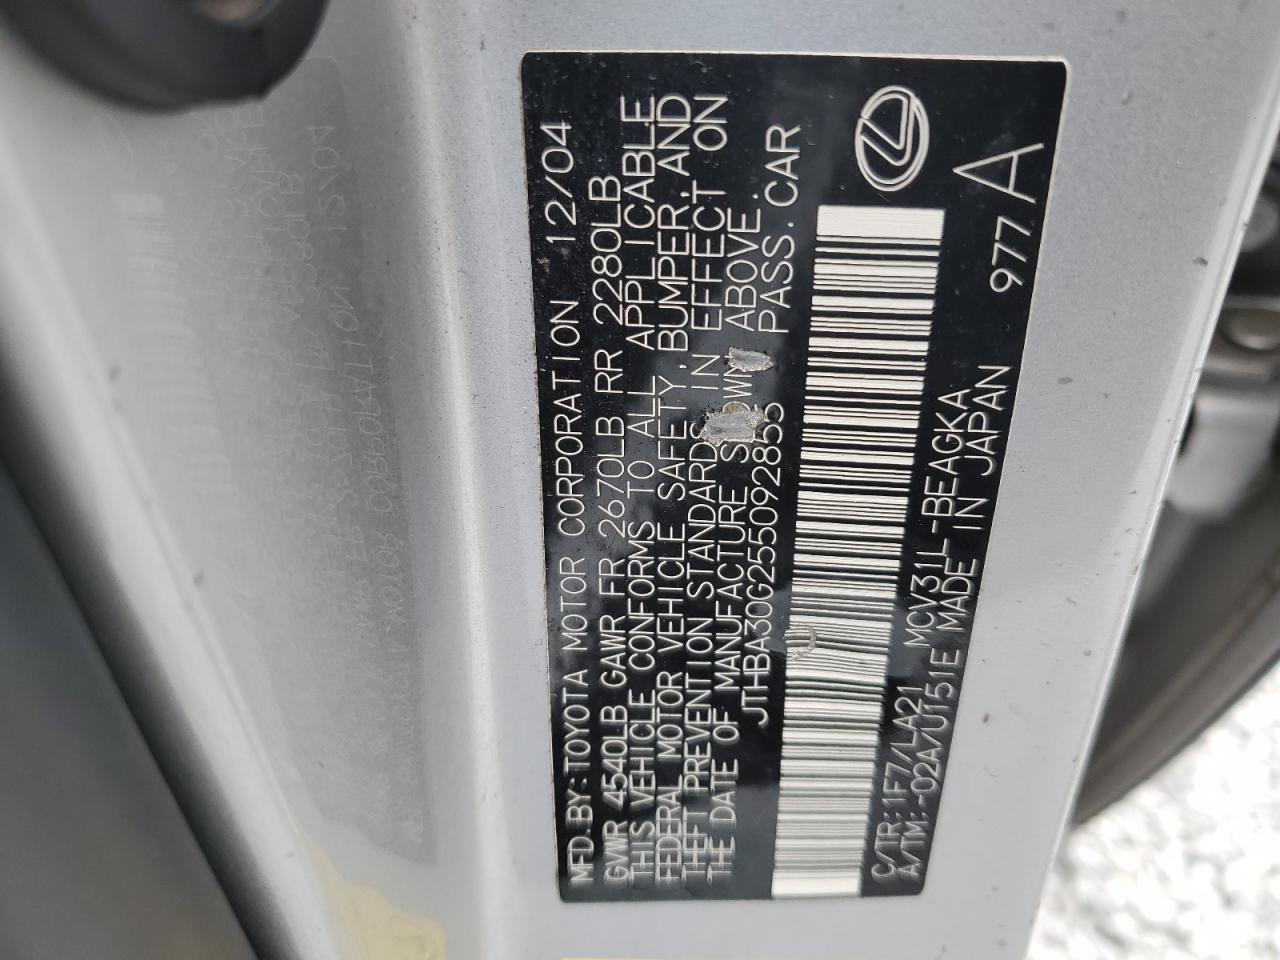 MFD. BY: TOYOTA MOTOR CORPORATION 12/04
GVWR 4540LB GAWR FR 2670LB RR 2280LB
THIS VEHICLE CONFORMS TO ALL APPLICABLE
FEDERAL MOTOR VEHICLE SAFETY, BUMPER, AND
THEFT PREVENTION STANDARDS IN EFFECT ON
THE DATE OF MANUFACTURE ABOVE.
JTHBA30G255092855 PASS. CAR
C/TR: 1F7/LA21 MCV31L-BEAGKA
A/TM: -02A/U151E MADE IN JAPAN 977 A